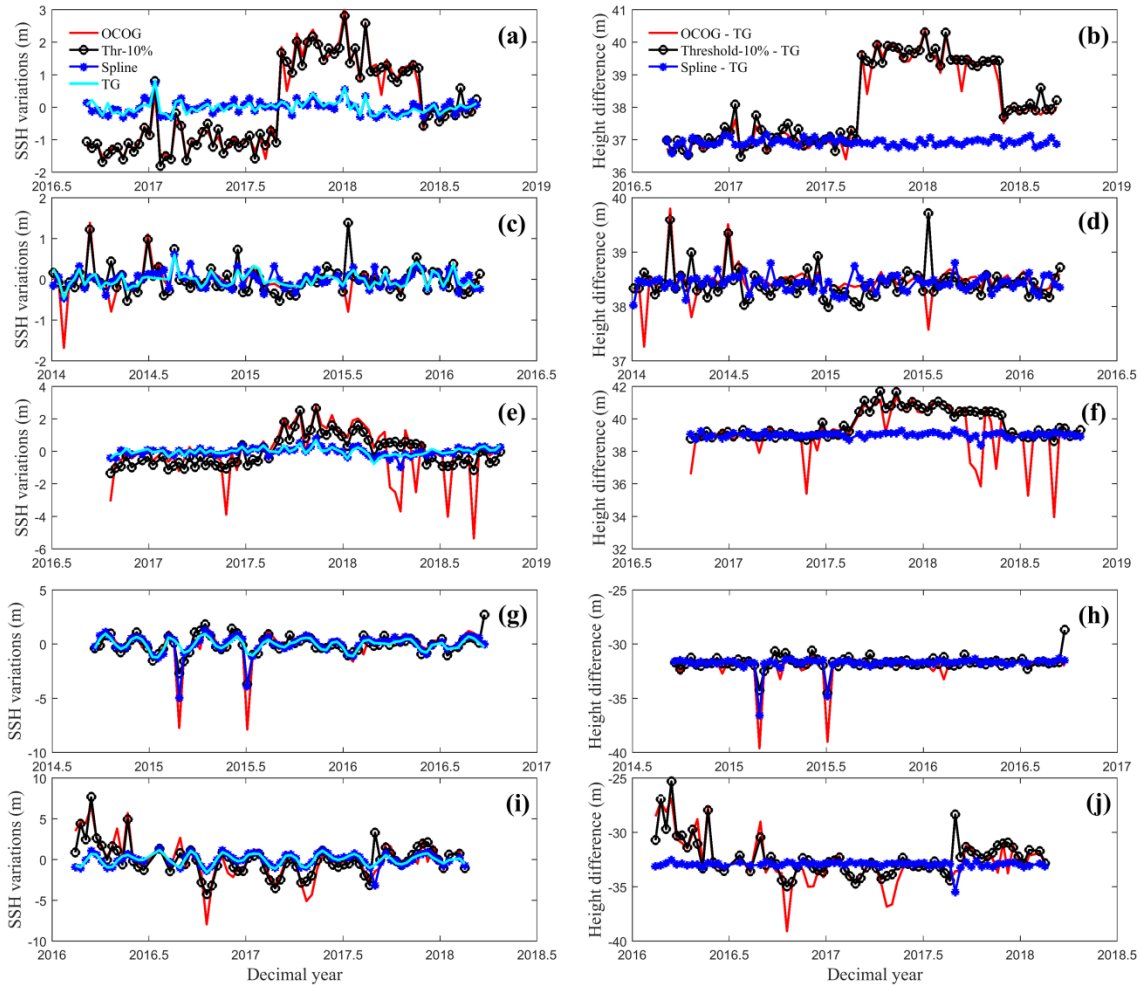 SSH variations (m)
3
2
1
0
-1
-2
OCOG
Thr-10%
Spline
TG
(a)
2016.5 2017 2017.5 2018 2018.5 2019
Height difference (m)
41
40
39
38
37
36
OCOG - TG
Threshold-10% - TG
Spline - TG
(b)
2016.5 2017 2017.5 2018 2018.5 2019
SSH variations (m)
2
1
0
-1
-2
(c)
2014 2014.5 2015 2015.5 2016 2016.5
Height difference (m)
40
39
38
37
(d)
2014 2014.5 2015 2015.5 2016 2016.5
SSH variations (m)
4
2
0
-2
-4
-6
(e)
2016.5 2017 2017.5 2018 2018.5 2019
Height difference (m)
42
40
38
36
34
32
(f)
2016.5 2017 2017.5 2018 2018.5 2019
SSH variations (m)
5
0
-5
-10
(g)
2014.5 2015 2015.5 2016 2016.5 2017
Height difference (m)
-25
-30
-35
-40
(h)
2014.5 2015 2015.5 2016 2016.5 2017
SSH variations (m)
10
5
0
-5
-10
(i)
2016 2016.5 2017 2017.5 2018 2018.5
Decimal year
Height difference (m)
-25
-30
-35
-40
(j)
2016 2016.5 2017 2017.5 2018 2018.5
Decimal year